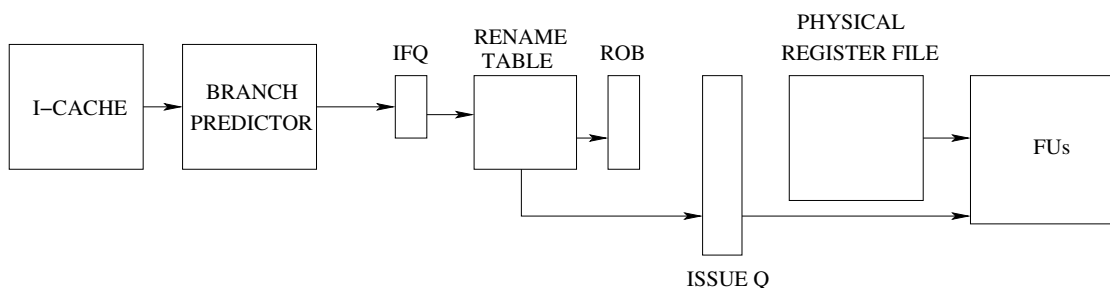 I-CACHE
BRANCH
PREDICTOR
IFQ
RENAME
TABLE
ROB
ISSUE Q
PHYSICAL
REGISTER FILE
FUs